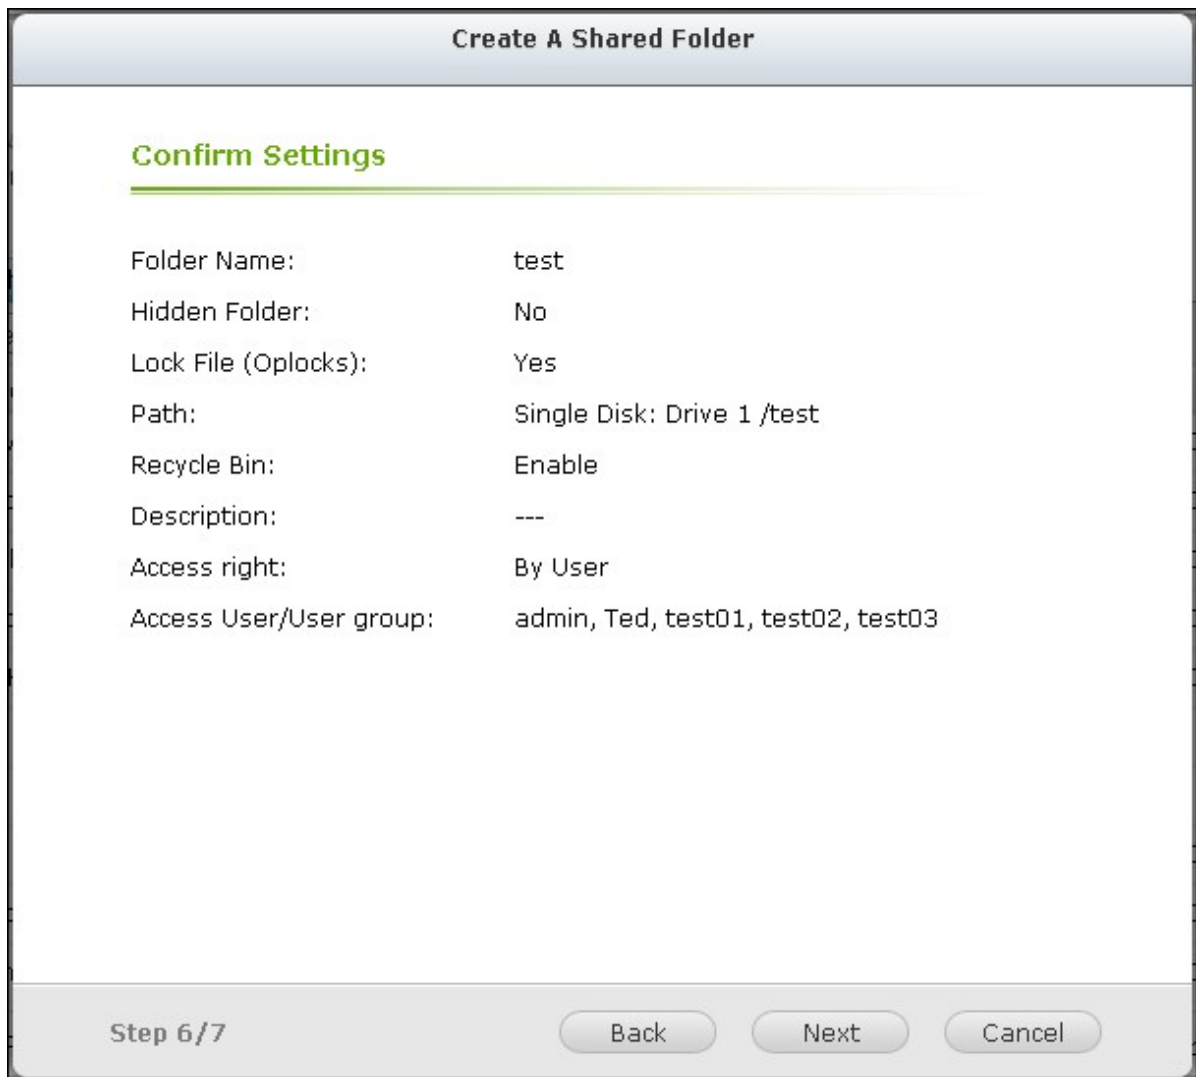 Create A Shared Folder
Confirm Settings
Folder Name: test
Hidden Folder: No
Lock File (Oplocks): Yes
Path: Single Disk: Drive 1 /test
Recycle Bin: Enable
Description: ---
Access right: By User
Access User/User group: admin, Ted, test01, test02, test03
Step 6/7 Back Next Cancel